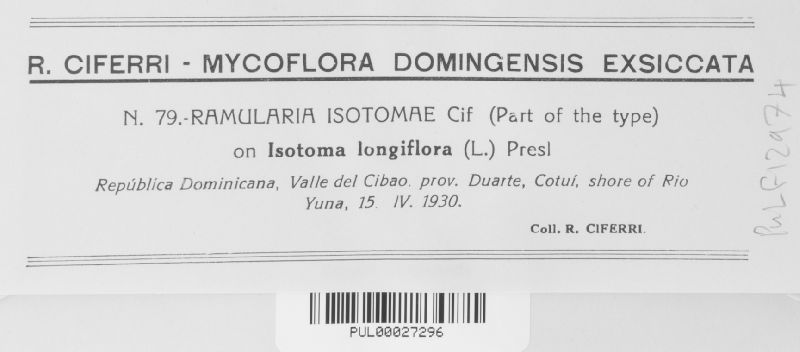 R. CIFERRI - MYCOFLORA DOMINGENSIS EXSICCATA
N. 79.-RAMULARIA ISOTOMAE Cif (Part of the type)
on Isotoma longiflora (L.) Presl
República Dominicana, Valle del Cibao. prov. Duarte, Cotuí, shore of Rio
Yuna, 15. IV. 1930.
Coll. R. CIFERRI.
PULF12974
PUL00027296